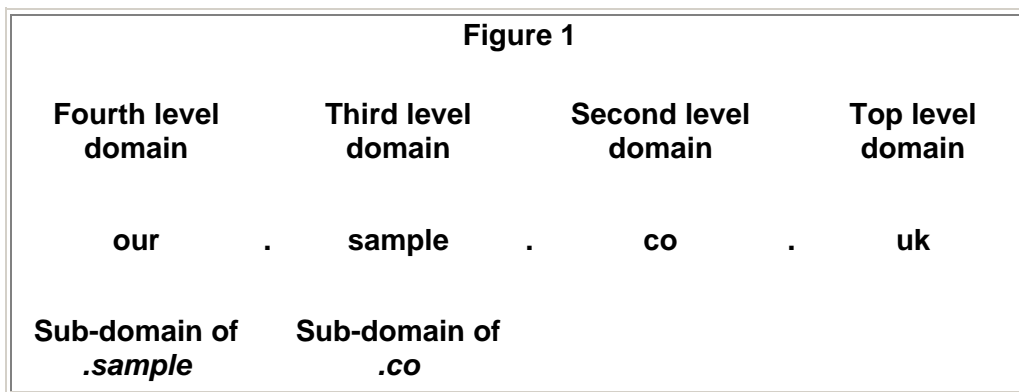 Figure 1
Fourth level domain Third level domain Second level domain Top level domain
our . sample . co . uk
Sub-domain of .sample Sub-domain of .co